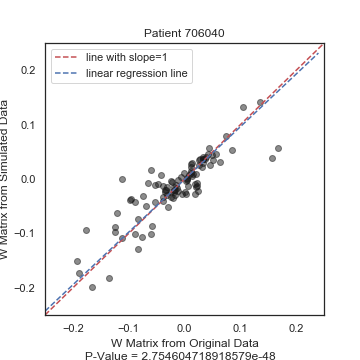 Patient 706040
line with slope=1
linear regression line
W Matrix from Simulated Data
0.2
0.1
0.0
−0.1
−0.2
−0.2
−0.1
0.0
0.1
0.2
W Matrix from Original Data
P-Value = 2.754604718918579e-48